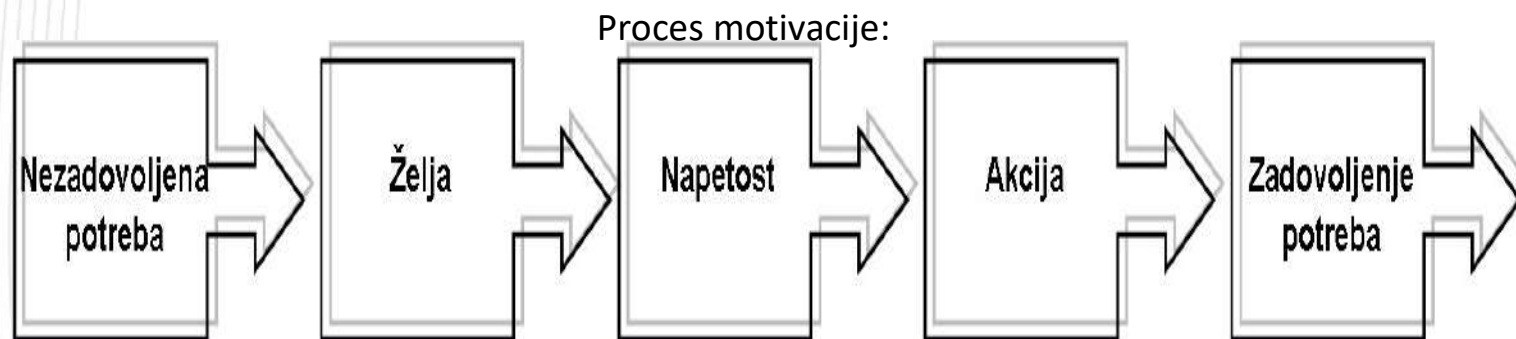 Proces motivacije:
Nezadovoljena
potreba
Želja
Napetost
Akcija
Zadovoljenje
potreba